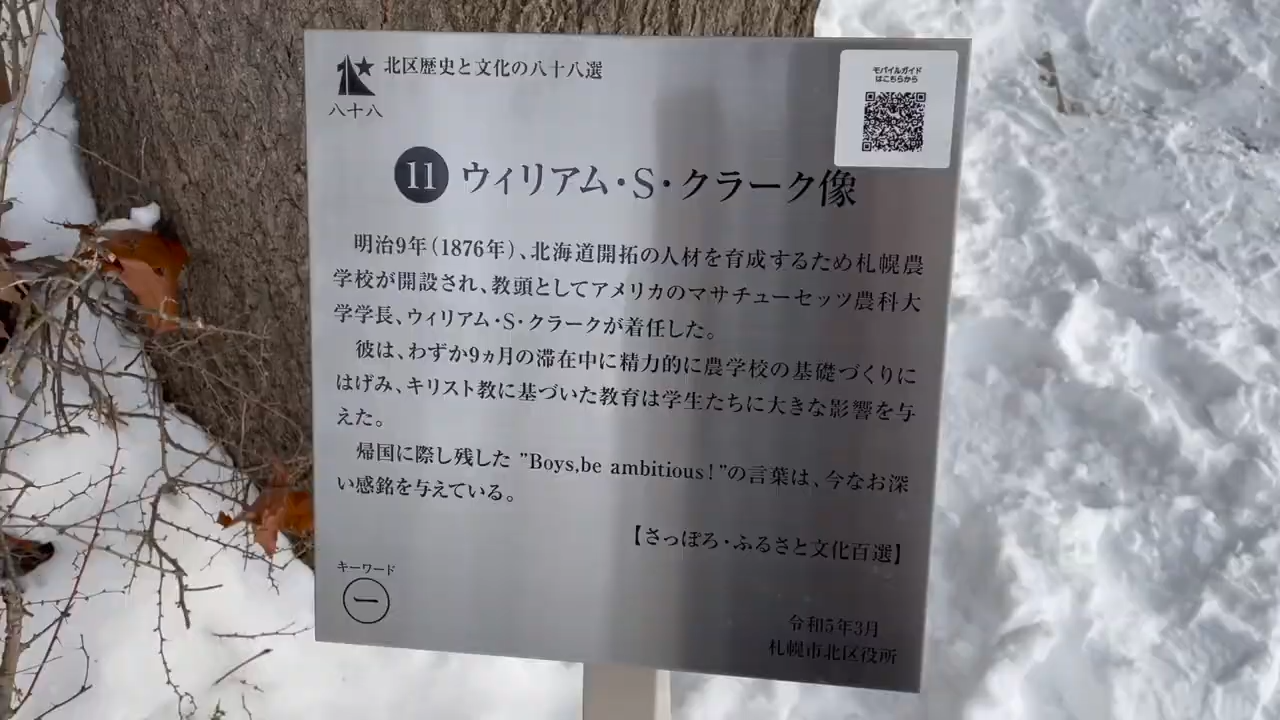 北区歴史と文化の八十八選
八十八
モバイルガイド
はこちらから
11 ウィリアム・S・クラーク像
明治9年(1876年)、北海道開拓の人材を育成するため札幌農
学校が開設され、教頭としてアメリカのマサチューセッツ農科大
学学長、ウィリアム・S・クラークが着任した。
彼は、わずか9ヵ月の滞在中に精力的に農学校の基礎づくりに
はげみ、キリスト教に基づいた教育は学生たちに大きな影響を与
えた。
帰国に際し残した "Boys,be ambitious!"の言葉は、今なお深
い感銘を与えている。
【さっぽろ・ふるさと文化百選】
キーワード
一
令和5年3月
札幌市北区役所